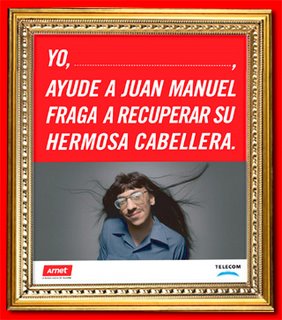 YO, ...................................... ,
AYUDE A JUAN MANUEL
FRAGA A RECUPERAR SU
HERMOSA CABELLERA.
Arnet
TELECOM